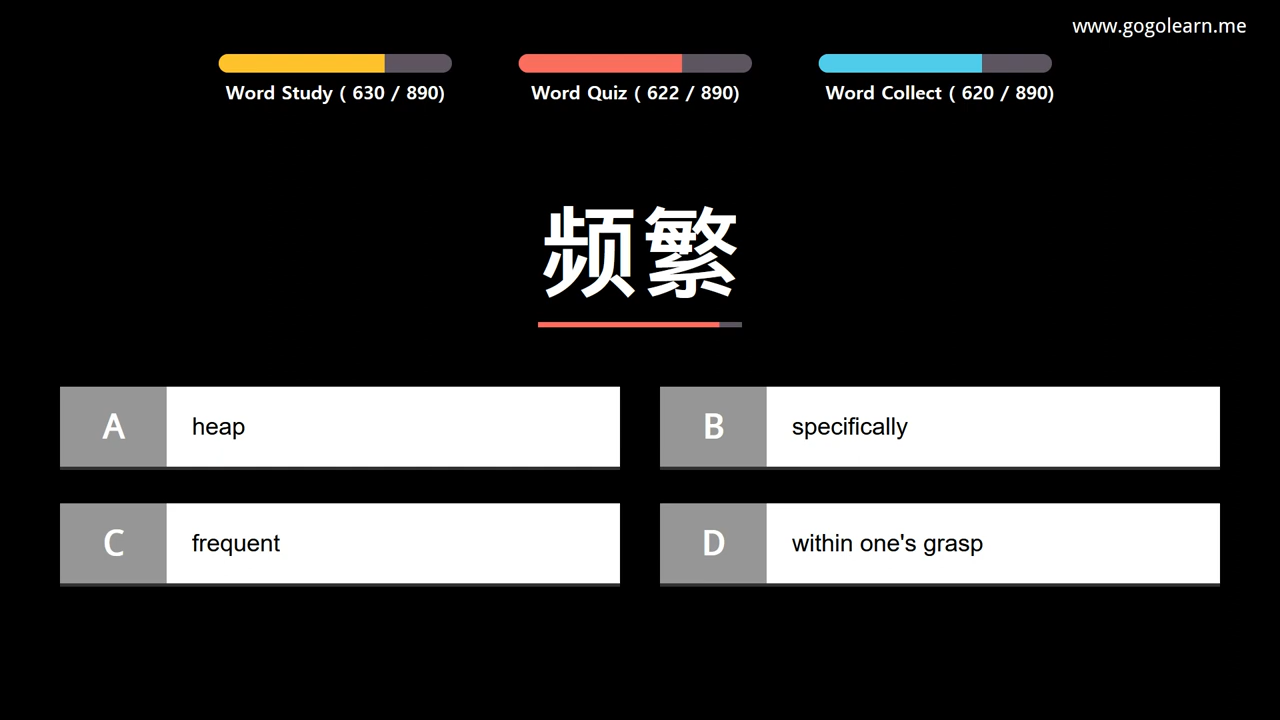 www.gogolearn.me
Word Study ( 630 / 890)
Word Quiz ( 622 / 890)
Word Collect ( 620 / 890)
频繁
A heap
B specifically
C frequent
D within one's grasp